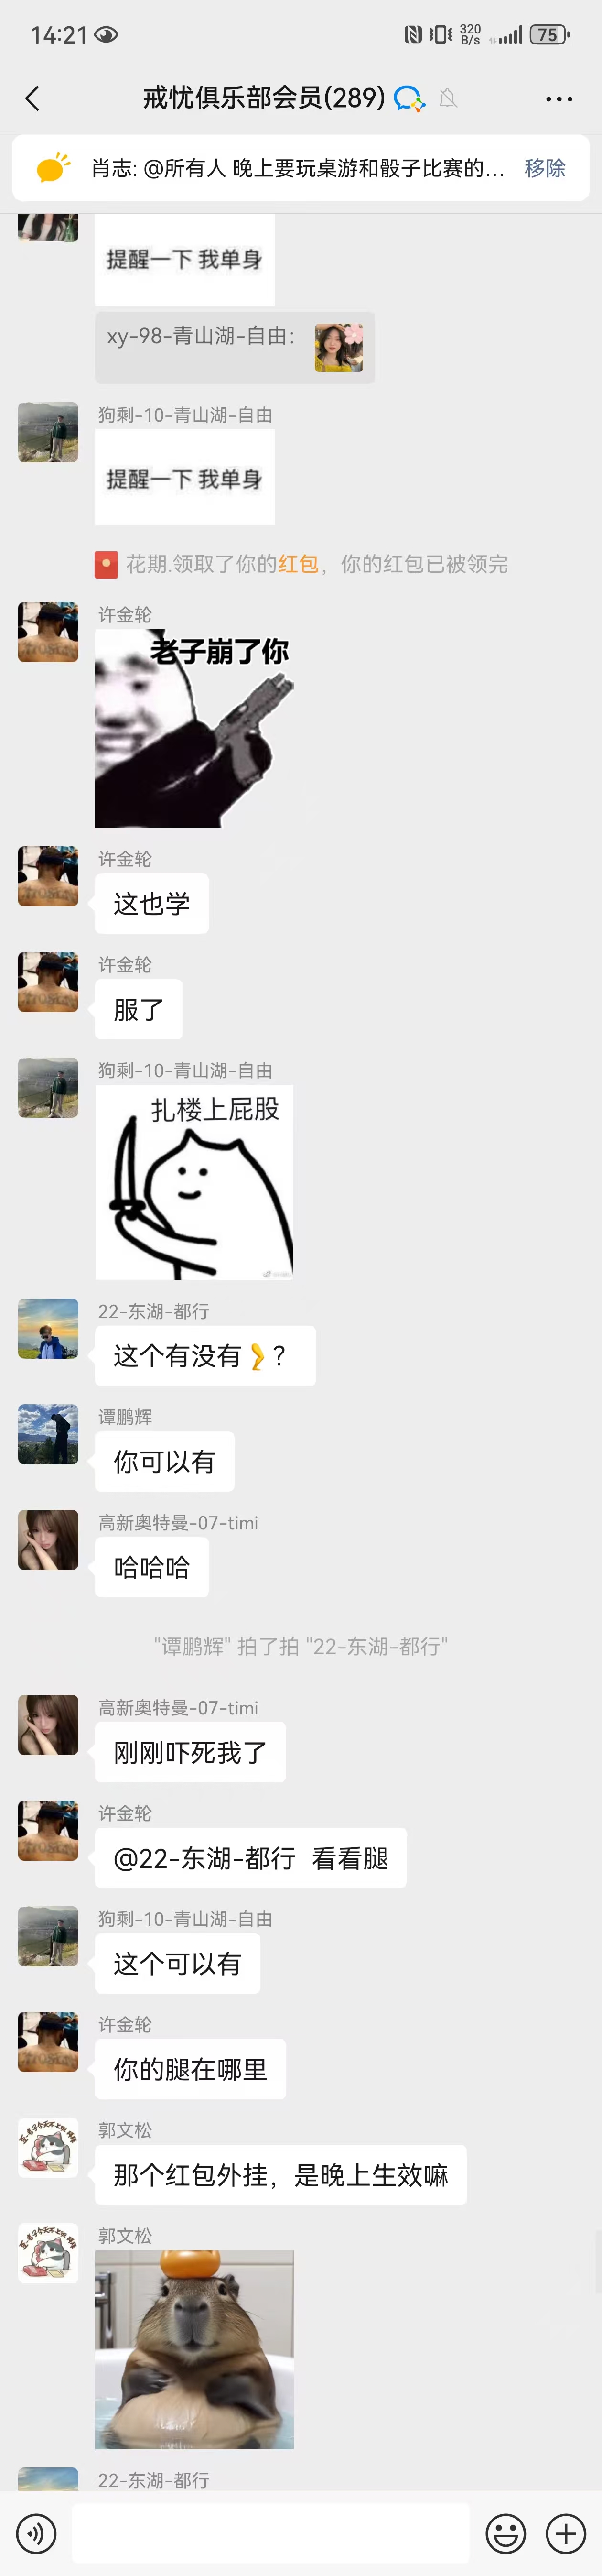 14:21
320
B/s
75
戒忧俱乐部会员(289)
肖志: @所有人 晚上要玩桌游和骰子比赛的...
移除
提醒一下 我单身
xy-98-青山湖-自由:
狗剩-10-青山湖-自由
提醒一下 我单身
花期.领取了你的红包，你的红包已被领完
许金轮
老子崩了你
许金轮
这也学
许金轮
服了
狗剩-10-青山湖-自由
扎楼上屁股
22-东湖-都行
这个有没有🦵？
谭鹏辉
你可以有
高新奥特曼-07-timi
哈哈哈
"谭鹏辉" 拍了拍 "22-东湖-都行"
高新奥特曼-07-timi
刚刚吓死我了
许金轮
@22-东湖-都行 看看腿
狗剩-10-青山湖-自由
这个可以有
许金轮
你的腿在哪里
郭文松
那个红包外挂，是晚上生效嘛
郭文松
22-东湖-都行